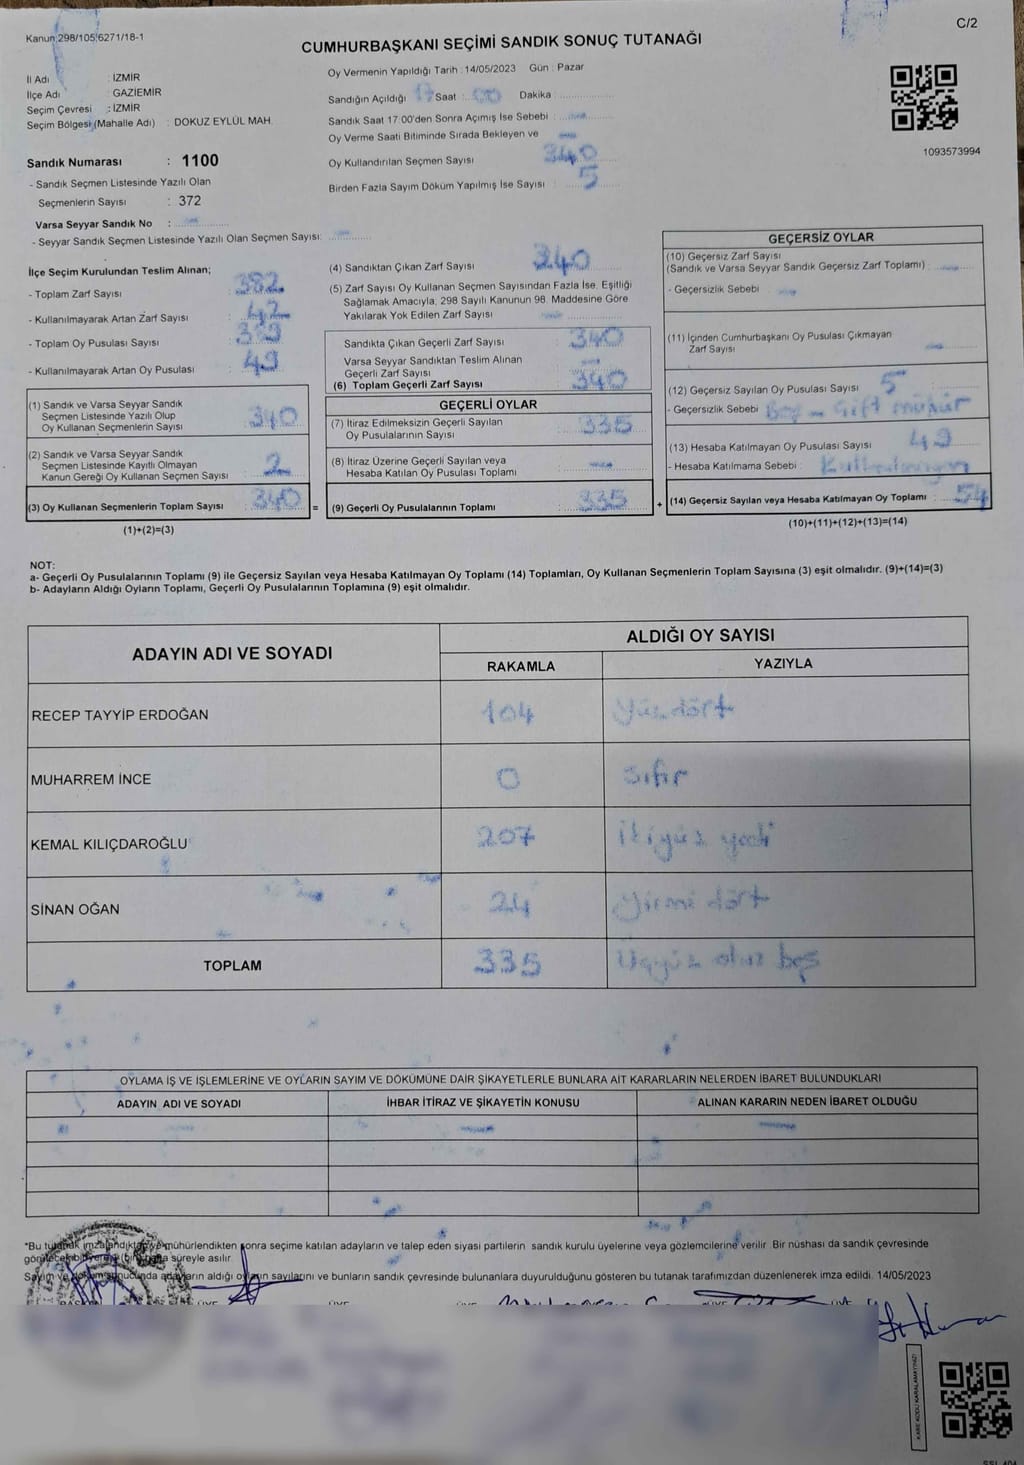 Kanun:298/105;6271/18-1
C/2
CUMHURBAŞKANI SEÇİMİ SANDIK SONUÇ TUTANAĞI
İl Adı : İZMİR
İlçe Adı : GAZİEMİR
Seçim Çevresi : İZMİR
Seçim Bölgesi (Mahalle Adı) : DOKUZ EYLÜL MAH.
Sandık Numarası : 1100
- Sandık Seçmen Listesinde Yazılı Olan
Seçmenlerin Sayısı : 372
Varsa Seyyar Sandık No : —
- Seyyar Sandık Seçmen Listesinde Yazılı Olan Seçmen Sayısı: —
Oy Vermenin Yapıldığı Tarih : 14/05/2023 Gün : Pazar
Sandığın Açıldığı 17 Saat : 00 Dakika
Sandık Saat 17:00'den Sonra Açımış İse Sebebi : —
Oy Verme Saati Bitiminde Sırada Bekleyen ve —
Oy Kullandırılan Seçmen Sayısı 340
Birden Fazla Sayım Döküm Yapılmış İse Sayısı : 5
1093573994
İlçe Seçim Kurulundan Teslim Alınan;
- Toplam Zarf Sayısı 382
- Kullanılmayarak Artan Zarf Sayısı 42
- Toplam Oy Pusulası Sayısı
- Kullanılmayarak Artan Oy Pusulası 49
(1) Sandık ve Varsa Seyyar Sandık
Seçmen Listesinde Yazılı Olup
Oy Kullanan Seçmenlerin Sayısı 340
(2) Sandık ve Varsa Seyyar Sandık
Seçmen Listesinde Kayıtlı Olmayan
Kanun Gereği Oy Kullanan Seçmen Sayısı
(3) Oy Kullanan Seçmenlerin Toplam Sayısı 340
(1)+(2)=(3)
(4) Sandıktan Çıkan Zarf Sayısı 340
(5) Zarf Sayısı Oy Kullanan Seçmen Sayısından Fazla İse, Eşitliği
Sağlamak Amacıyla, 298 Sayılı Kanunun 98. Maddesine Göre
Yakılarak Yok Edilen Zarf Sayısı —
Sandıkta Çıkan Geçerli Zarf Sayısı 340
Varsa Seyyar Sandıktan Teslim Alınan
Geçerli Zarf Sayısı —
(6) Toplam Geçerli Zarf Sayısı 340
GEÇERLİ OYLAR
(7) İtiraz Edilmeksizin Geçerli Sayılan
Oy Pusulalarının Sayısı 335
(8) İtiraz Üzerine Geçerli Sayılan veya
Hesaba Katılan Oy Pusulası Toplamı —
= (9) Geçerli Oy Pusulalarının Toplamı 335 +
GEÇERSİZ OYLAR
(10) Geçersiz Zarf Sayısı
(Sandık ve Varsa Seyyar Sandık Geçersiz Zarf Toplamı) : —
- Geçersizlik Sebebi —
(11) İçinden Cumhurbaşkanı Oy Pusulası Çıkmayan
Zarf Sayısı —
(12) Geçersiz Sayılan Oy Pusulası Sayısı 5
- Geçersizlik Sebebi Boş - Çift mühür
(13) Hesaba Katılmayan Oy Pusulası Sayısı 49
- Hesaba Katılmama Sebebi :
(14) Geçersiz Sayılan veya Hesaba Katılmayan Oy Toplamı : 54
(10)+(11)+(12)+(13)=(14)
NOT:
a- Geçerli Oy Pusulalarının Toplamı (9) ile Geçersiz Sayılan veya Hesaba Katılmayan Oy Toplamı (14) Toplamları, Oy Kullanan Seçmenlerin Toplam Sayısına (3) eşit olmalıdır. (9)+(14)=(3)
b- Adayların Aldığı Oyların Toplamı, Geçerli Oy Pusulalarının Toplamına (9) eşit olmalıdır.
ADAYIN ADI VE SOYADI
ALDIĞI OY SAYISI
RAKAMLA YAZIYLA
RECEP TAYYİP ERDOĞAN 104 Yüzdört
MUHARREM İNCE 0 Sıfır
KEMAL KILIÇDAROĞLU 207 İkiyüz yedi
SİNAN OĞAN 24 Yirmi dört
TOPLAM 335 Üçyüz otuz beş
OYLAMA İŞ VE İŞLEMLERİNE VE OYLARIN SAYIM VE DÖKÜMÜNE DAİR ŞİKAYETLERLE BUNLARA AİT KARARLARIN NELERDEN İBARET BULUNDUKLARI
ADAYIN ADI VE SOYADI İHBAR İTİRAZ VE ŞİKAYETİN KONUSU ALINAN KARARIN NEDEN İBARET OLDUĞU
— — —
*Bu tutanak imzalandıktan ve mühürlendikten sonra seçime katılan adayların ve talep eden siyasi partilerin sandık kurulu üyelerine veya gözlemcilerine verilir. Bir nüshası da sandık çevresinde
görülecek bir yere bir hafta süreyle asılır.
Sayım ve döküm sonucunda adayların aldığı oyların sayılarını ve bunların sandık çevresinde bulunanlara duyurulduğunu gösteren bu tutanak tarafımızdan düzenlenerek imza edildi. 14/05/2023
KARE KODU KARALAMAYINIZ!